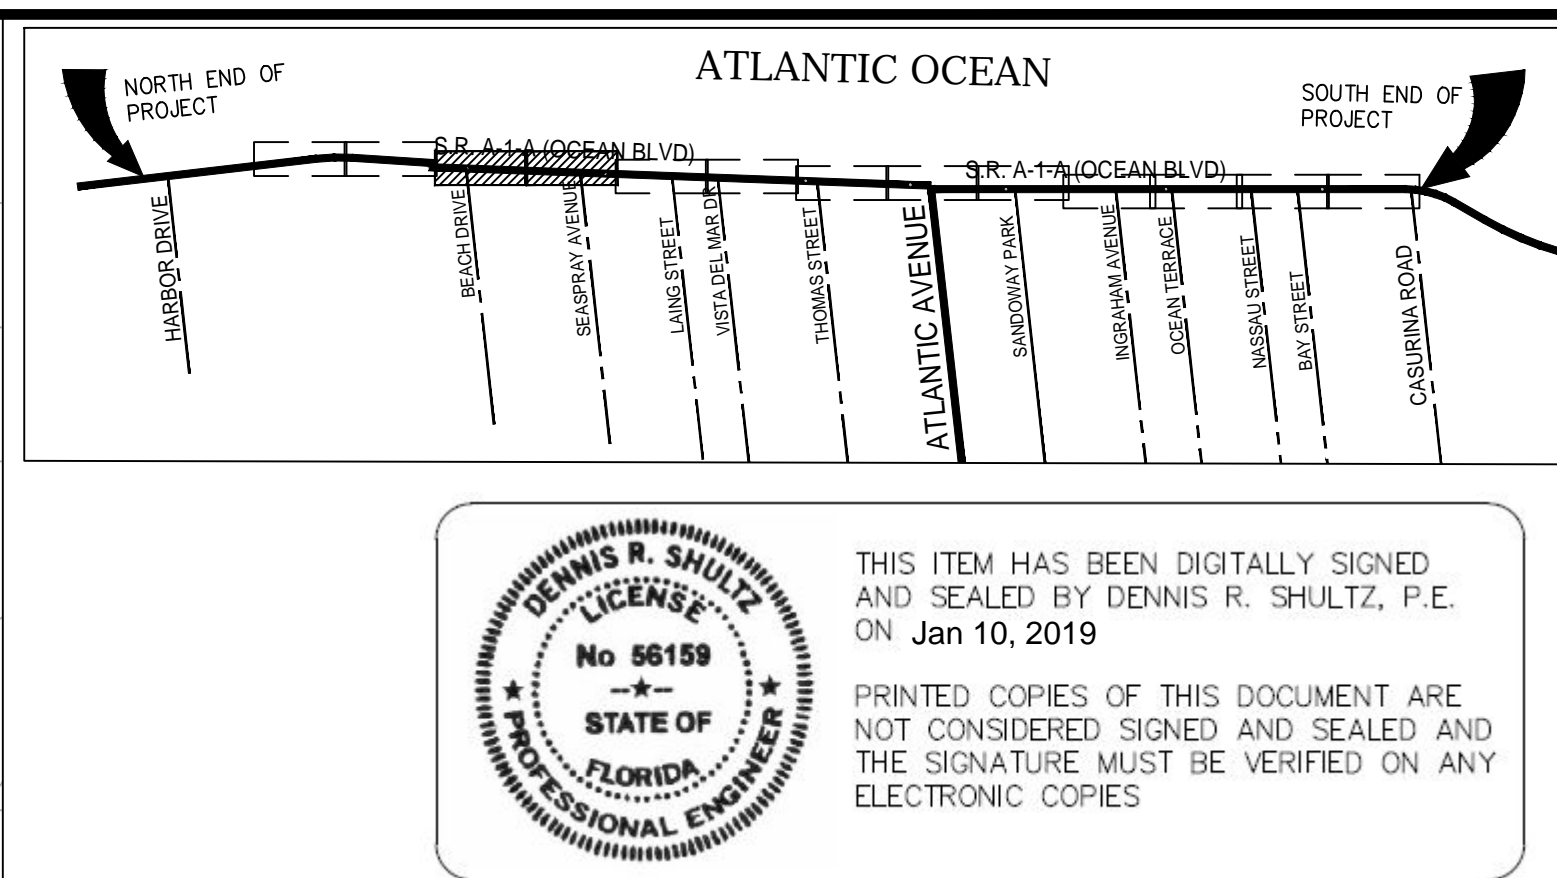 ATLANTIC OCEAN
NORTH END OF
PROJECT
SOUTH END OF
PROJECT
S.R. A-1-A (OCEAN BLVD)
S.R. A-1-A (OCEAN BLVD)
HARBOR DRIVE
BEACH DRIVE
SEASPRAY AVENUE
LAING STREET
VISTA DEL MAR DR
THOMAS STREET
ATLANTIC AVENUE
SANDOWAY PARK
INGRAHAM AVENUE
OCEAN TERRACE
NASSAU STREET
BAY STREET
CASURINA ROAD
DENNIS R. SHULTZ
LICENSE
No 56159
--★--
STATE OF
FLORIDA
★ PROFESSIONAL ENGINEER ★
THIS ITEM HAS BEEN DIGITALLY SIGNED
AND SEALED BY DENNIS R. SHULTZ, P.E.
ON Jan 10, 2019
PRINTED COPIES OF THIS DOCUMENT ARE
NOT CONSIDERED SIGNED AND SEALED AND
THE SIGNATURE MUST BE VERIFIED ON ANY
ELECTRONIC COPIES